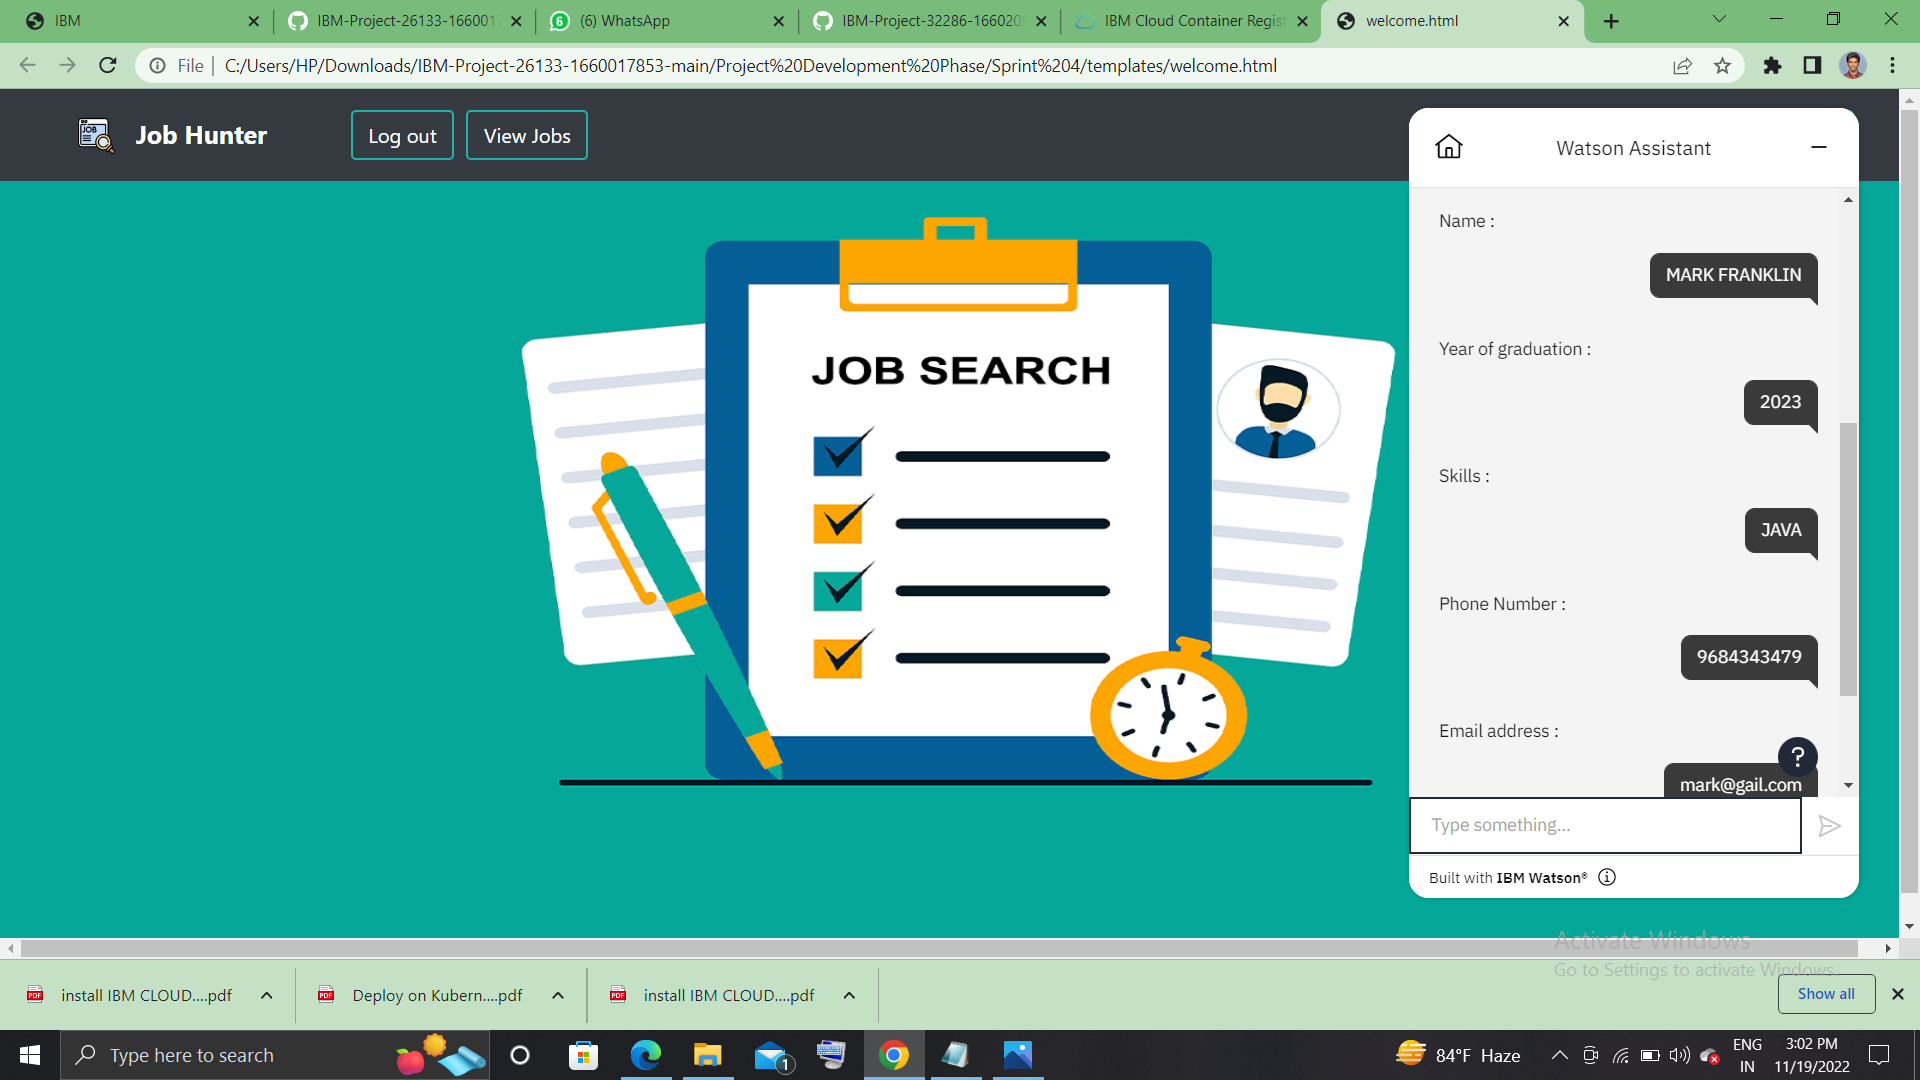 IBM
IBM-Project-26133-166001
(6) WhatsApp
IBM-Project-32286-166020
IBM Cloud Container Regis
welcome.html
File | C:/Users/HP/Downloads/IBM-Project-26133-1660017853-main/Project%20Development%20Phase/Sprint%204/templates/welcome.html
JOB
Job Hunter
Log out
View Jobs
Watson Assistant
JOB SEARCH
Name :
MARK FRANKLIN
Year of graduation :
2023
Skills :
JAVA
Phone Number :
9684343479
Email address :
?
mark@gail.com
Type something...
Built with IBM Watson®
Activate Windows
Go to Settings to activate Windows.
PDF install IBM CLOUD....pdf
PDF Deploy on Kubern....pdf
PDF install IBM CLOUD....pdf
Show all
Type here to search
1
84°F Haze
ENG
IN
3:02 PM
11/19/2022